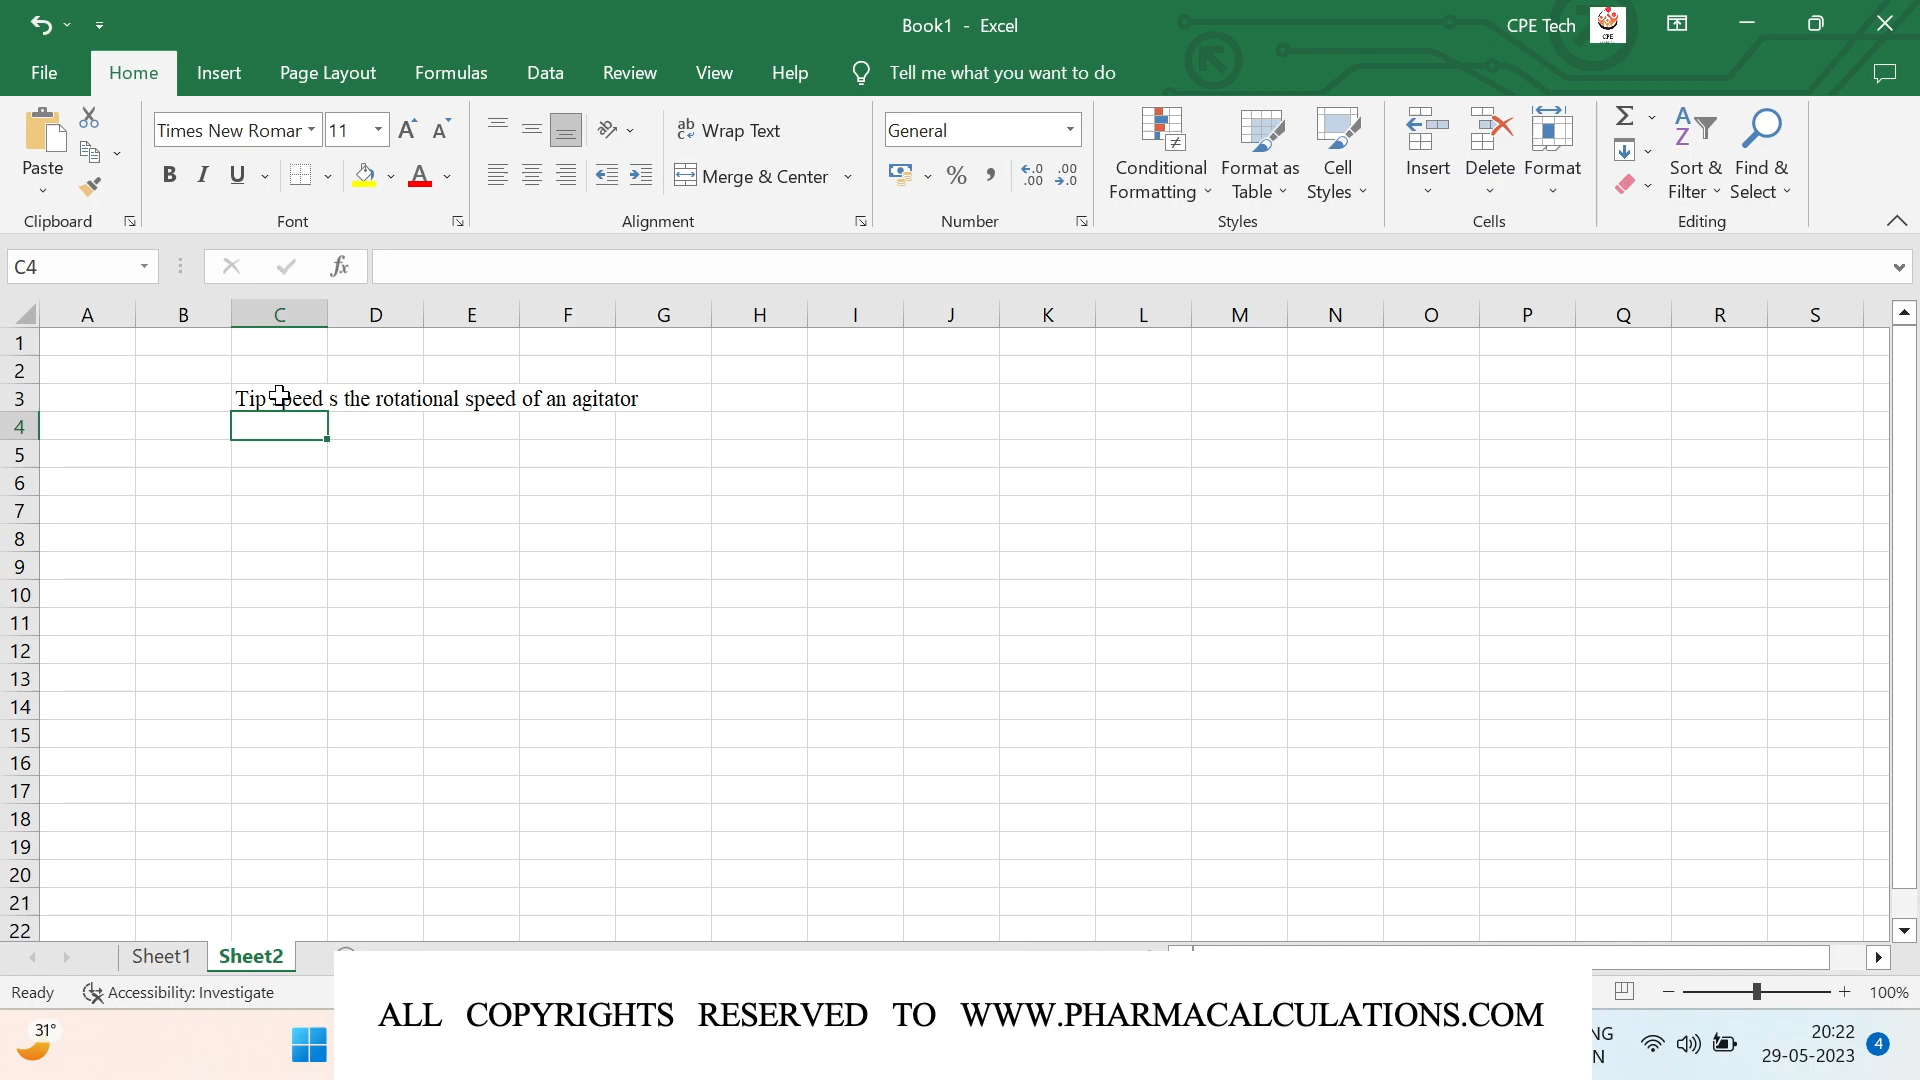 Book1 - Excel
CPE Tech
CPE
File
Home
Insert
Page Layout
Formulas
Data
Review
View
Help
Tell me what you want to do
Paste
Clipboard
Times New Romar
11
B I U
Font
Wrap Text
Merge & Center
Alignment
General
Number
Conditional
Formatting
Format as
Table
Cell
Styles
Styles
Insert
Delete
Format
Cells
Sort &
Filter
Find &
Select
Editing
C4
fx
A B C D E F G H I J K L M N O P Q R S
1
2
3 Tip speed s the rotational speed of an agitator
4
5
6
7
8
9
10
11
12
13
14
15
16
17
18
19
20
21
22
Sheet1
Sheet2
Ready
Accessibility: Investigate
100%
31°
ALL COPYRIGHTS RESERVED TO WWW.PHARMACALCULATIONS.COM
20:22
29-05-2023
4